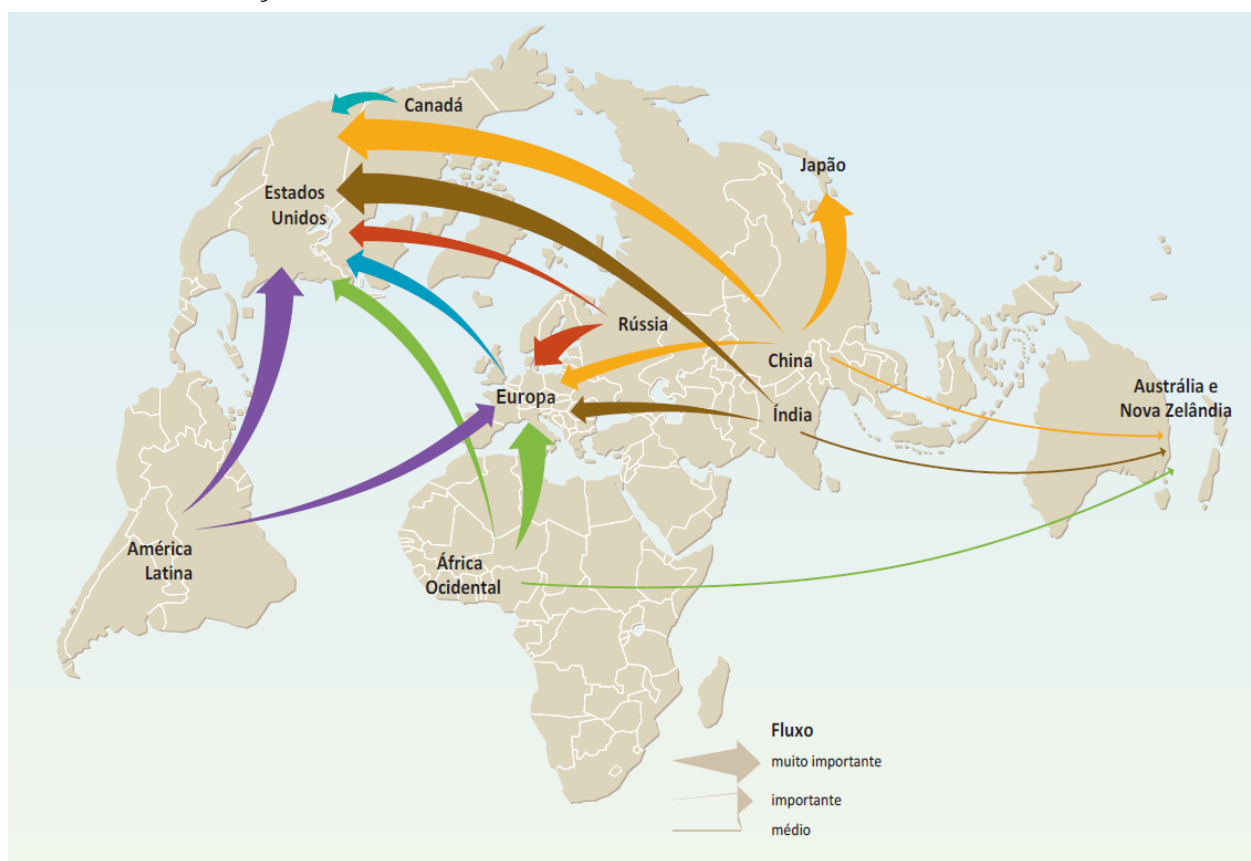 Canadá
Japão
Estados
Unidos
Rússia
China
Europa
Índia
Austrália e
Nova Zelândia
América
Latina
África
Ocidental
Fluxo
muito importante
importante
médio